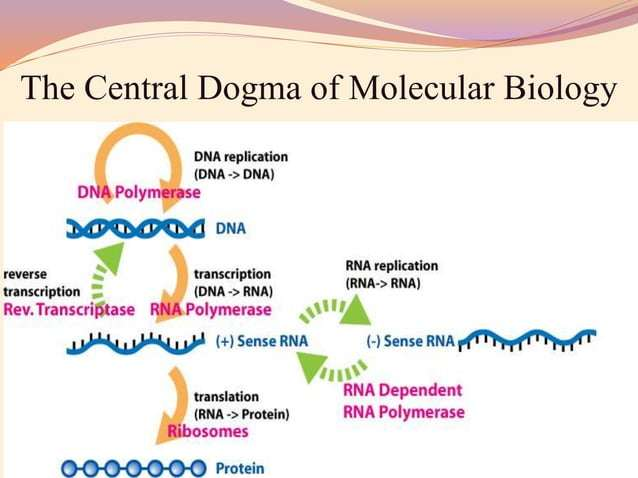 The Central Dogma of Molecular Biology
DNA replication
(DNA -> DNA)
DNA Polymerase
DNA
reverse
transcription
Rev. Transcriptase
transcription
(DNA -> RNA)
RNA Polymerase
RNA replication
(RNA-> RNA)
(+) Sense RNA
(-) Sense RNA
RNA Dependent
RNA Polymerase
translation
(RNA -> Protein)
Ribosomes
Protein